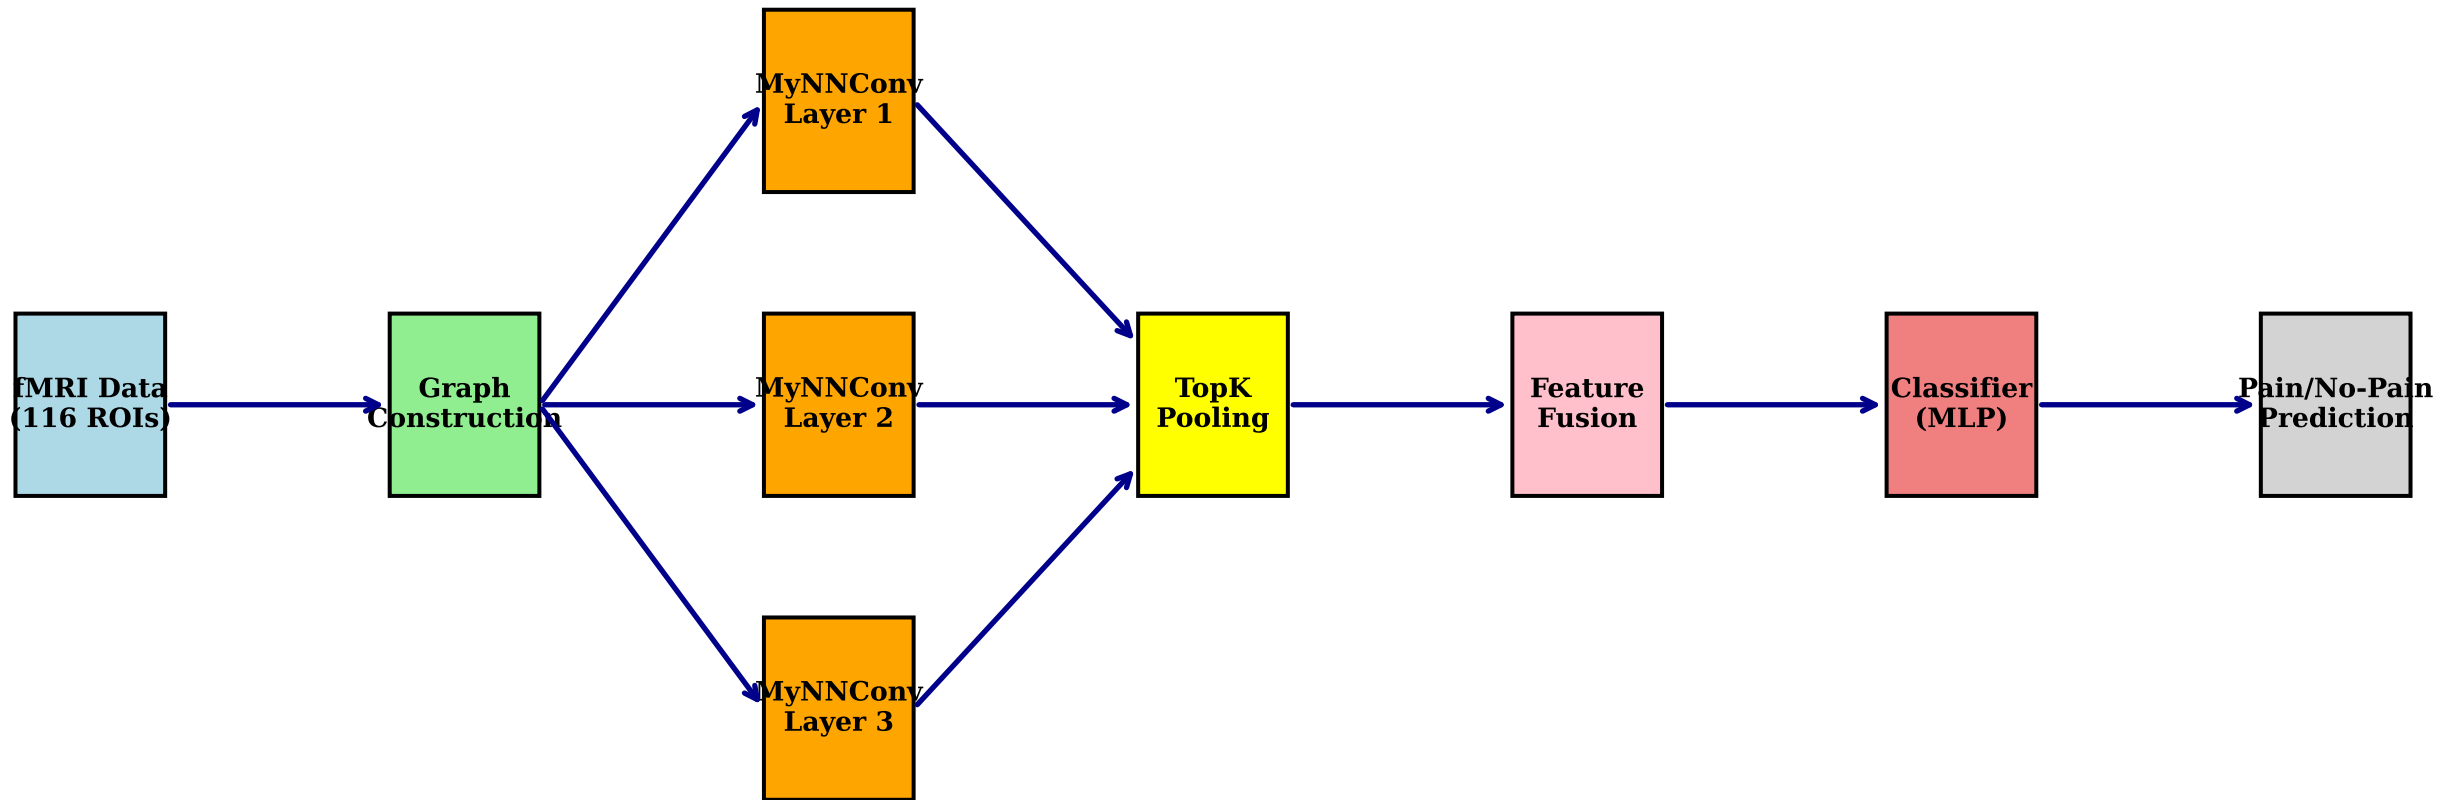 fMRI Data
(116 ROIs)
Graph
Construction
MyNNConv
Layer 1
MyNNConv
Layer 2
MyNNConv
Layer 3
TopK
Pooling
Feature
Fusion
Classifier
(MLP)
Pain/No-Pain
Prediction